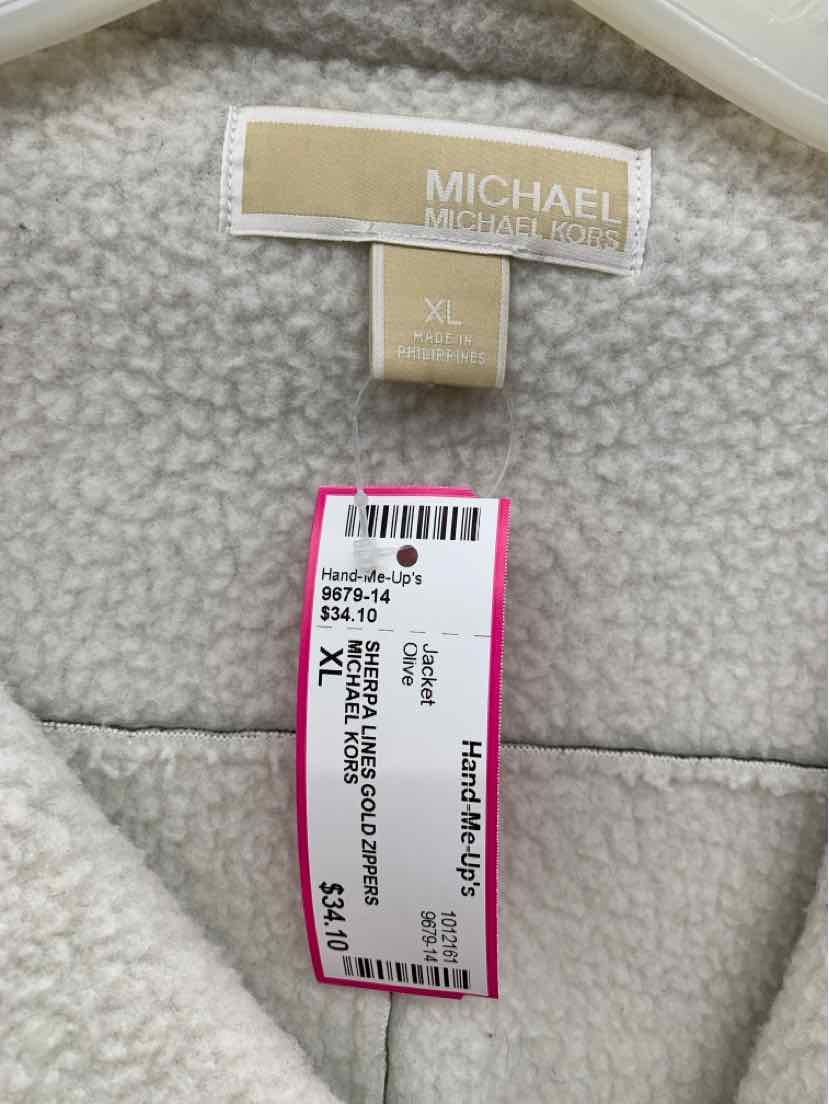 MICHAEL
MICHAEL KORS
XL
MADE IN
PHILIPPINES
Hand-Me-Up's
9679-14
$34.10
Hand-Me-Up's
Jacket
Olive
1012161
9679-14
SHERPA LINES GOLD ZIPPERS
MICHAEL KORS
XL
$34.10